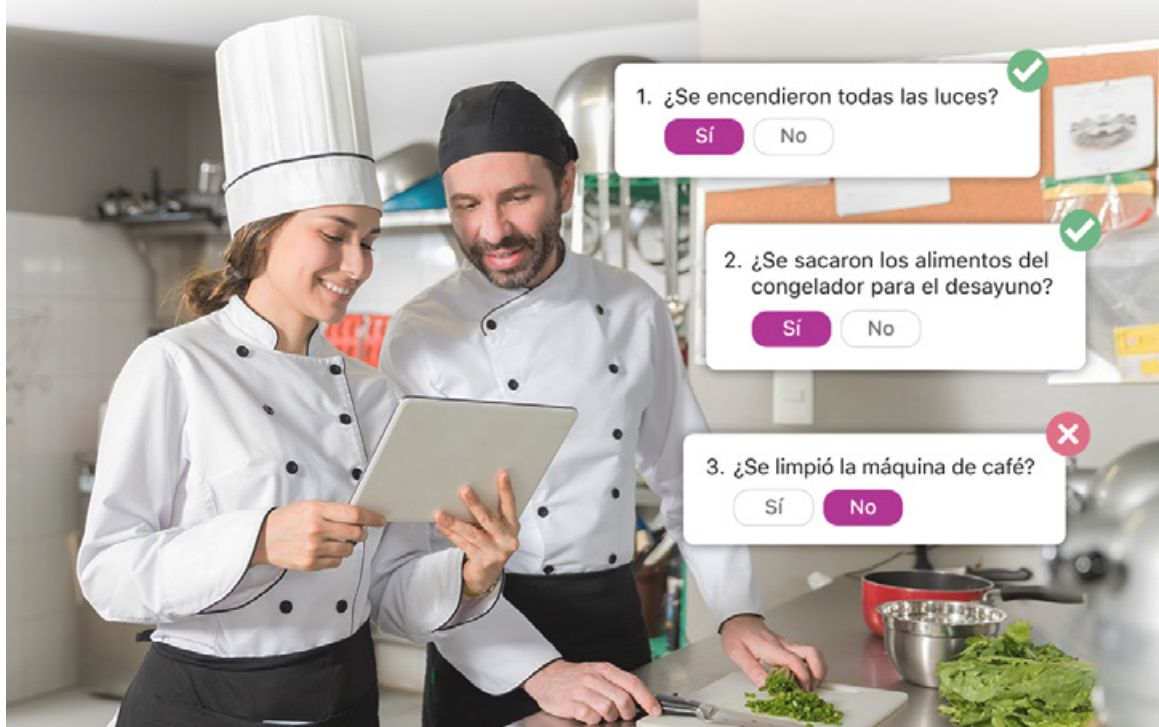 1. ¿Se encendieron todas las luces?
Sí No
2. ¿Se sacaron los alimentos del
congelador para el desayuno?
Sí No
3. ¿Se limpió la máquina de café?
Sí No